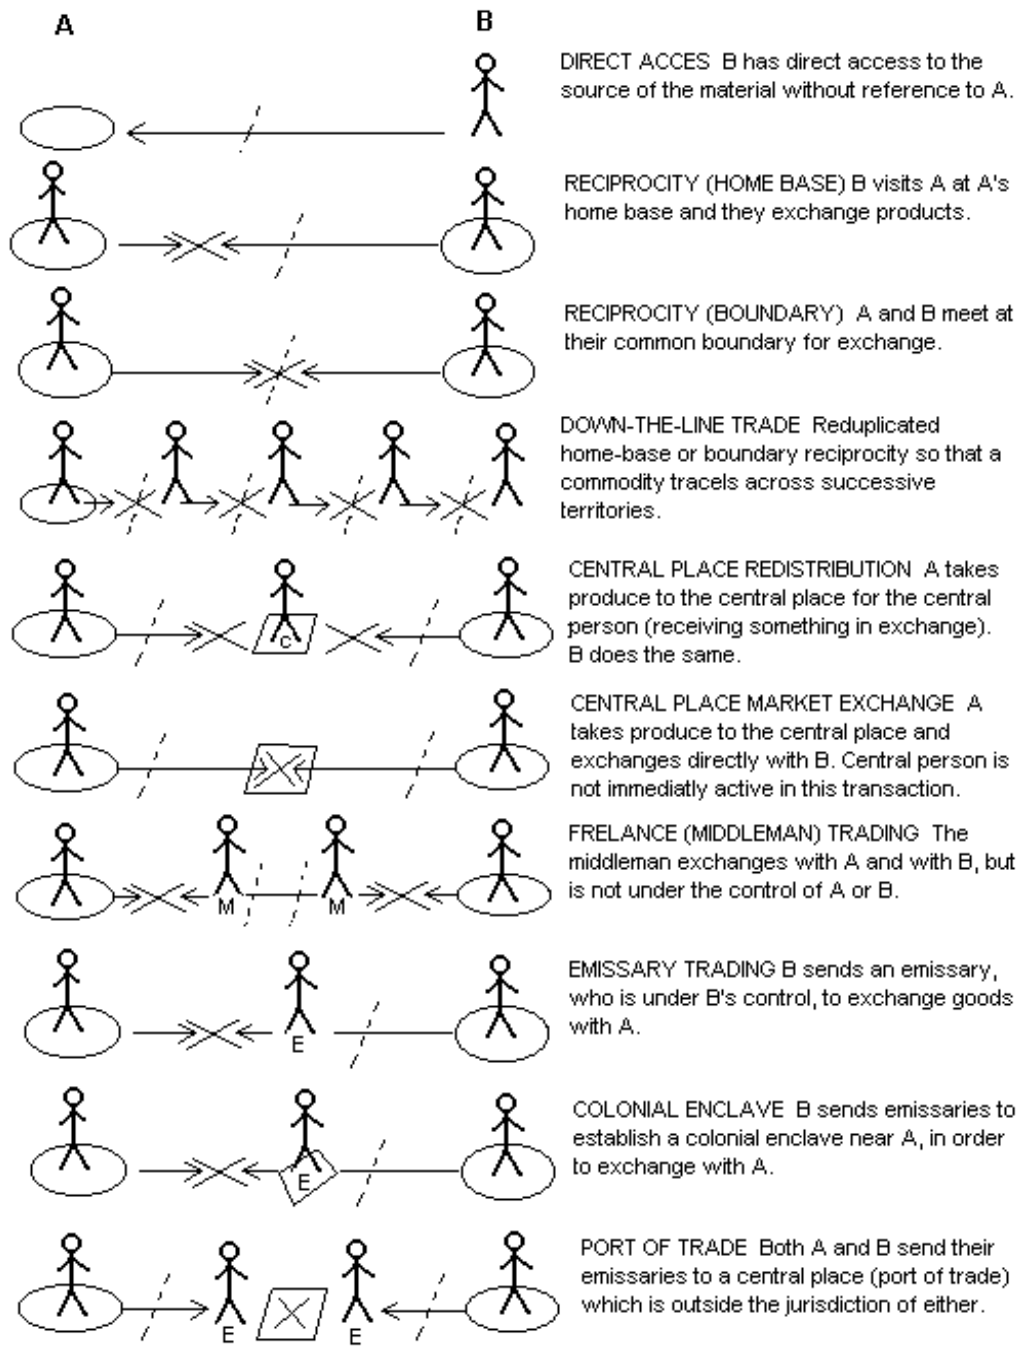 A
B
DIRECT ACCES B has direct access to the
source of the material without reference to A.
RECIPROCITY (HOME BASE) B visits A at A's
home base and they exchange products.
RECIPROCITY (BOUNDARY) A and B meet at
their common boundary for exchange.
DOWN-THE-LINE TRADE Reduplicated
home-base or boundary reciprocity so that a
commodity tracels across successive
territories.
C
CENTRAL PLACE REDISTRIBUTION A takes
produce to the central place for the central
person (receiving something in exchange).
B does the same.
CENTRAL PLACE MARKET EXCHANGE A
takes produce to the central place and
exchanges directly with B. Central person is
not immediatly active in this transaction.
M
M
FRELANCE (MIDDLEMAN) TRADING The
middleman exchanges with A and with B, but
is not under the control of A or B.
E
EMISSARY TRADING B sends an emissary,
who is under B's control, to exchange goods
with A.
E
COLONIAL ENCLAVE B sends emissaries to
establish a colonial enclave near A, in order
to exchange with A.
E
E
PORT OF TRADE Both A and B send their
emissaries to a central place (port of trade)
which is outside the jurisdiction of either.